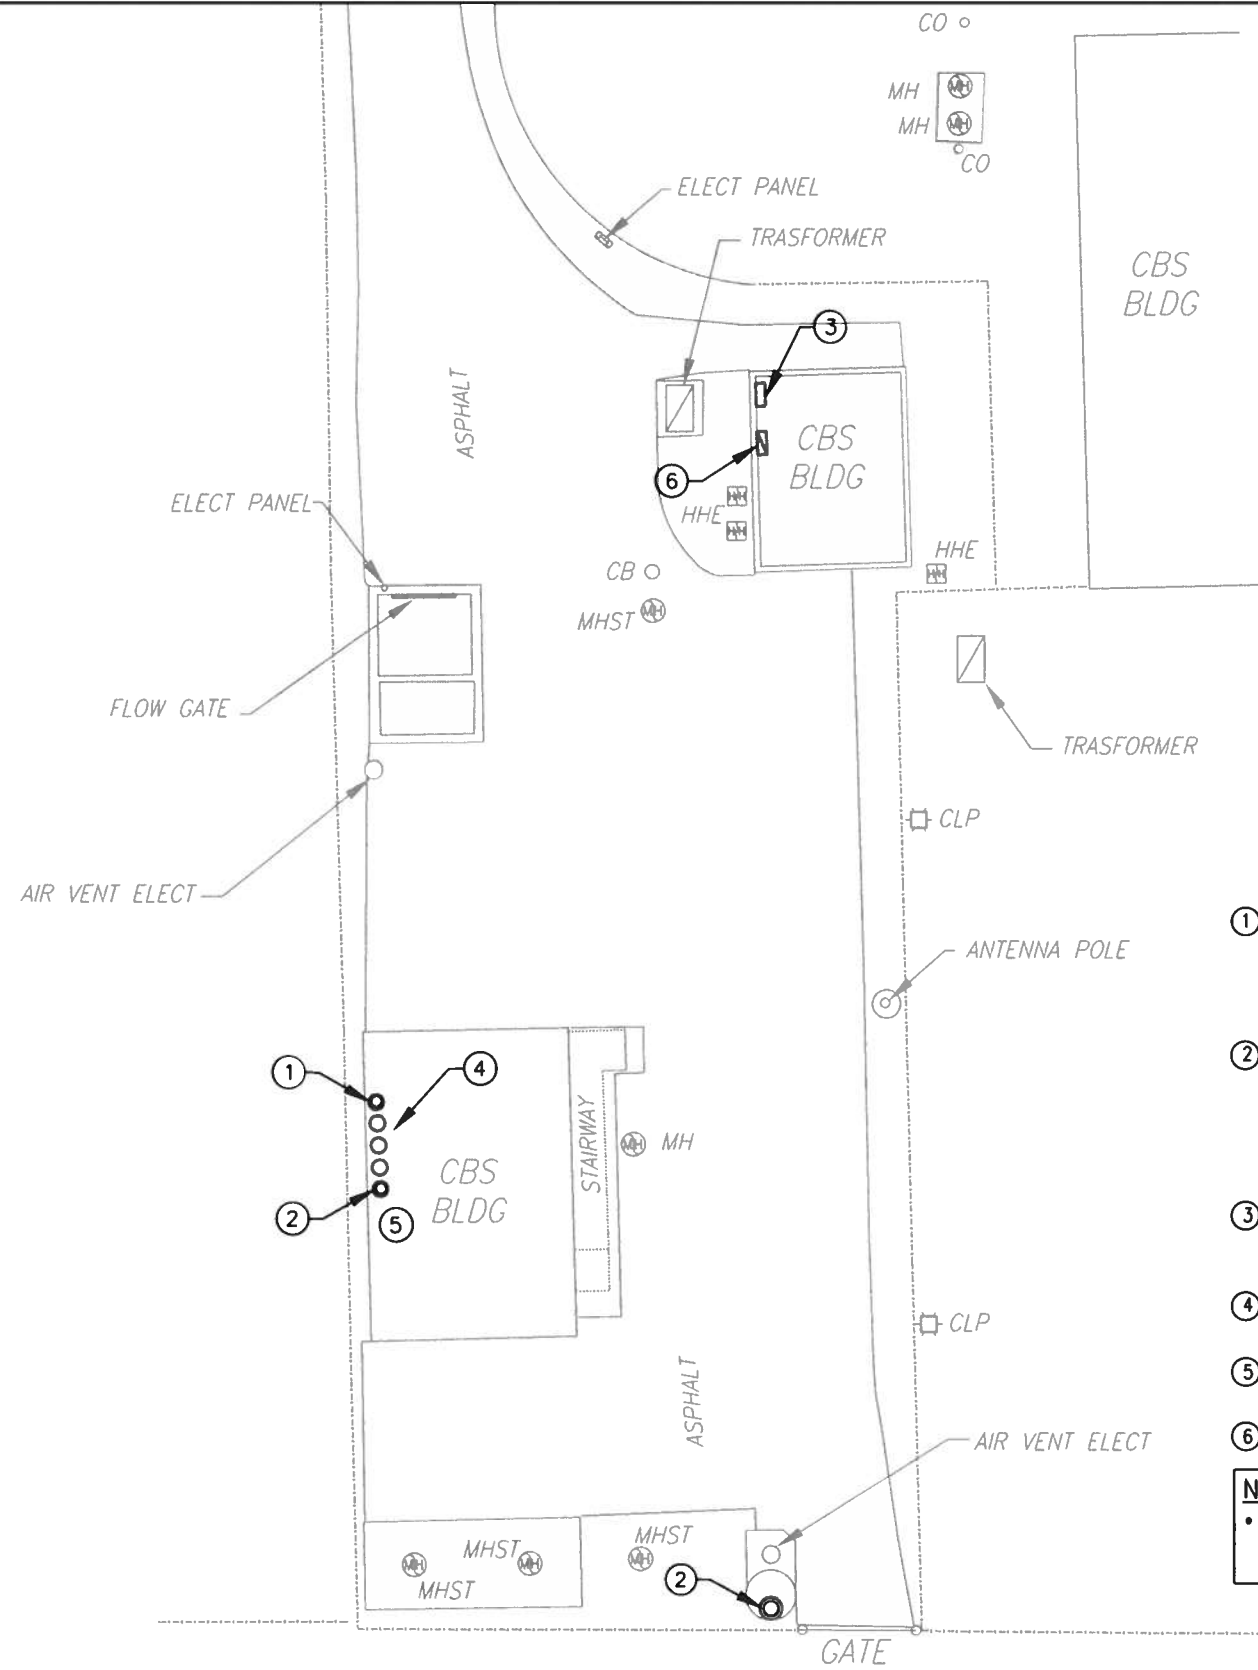 CO
MH
MH
CO
ELECT PANEL
TRASFORMER
CBS
BLDG
3
ASPHALT
CBS
BLDG
6
ELECT PANEL
HHE
HHE
CB
MHST MH
FLOW GATE
TRASFORMER
CLP
AIR VENT ELECT
1
ANTENNA POLE
2
1
4
STAIRWAY
MH MH
CBS
BLDG
2
5
3
4
CLP
5
ASPHALT
AIR VENT ELECT
6
N
•
MHST
MHST
MHST
2
GATE